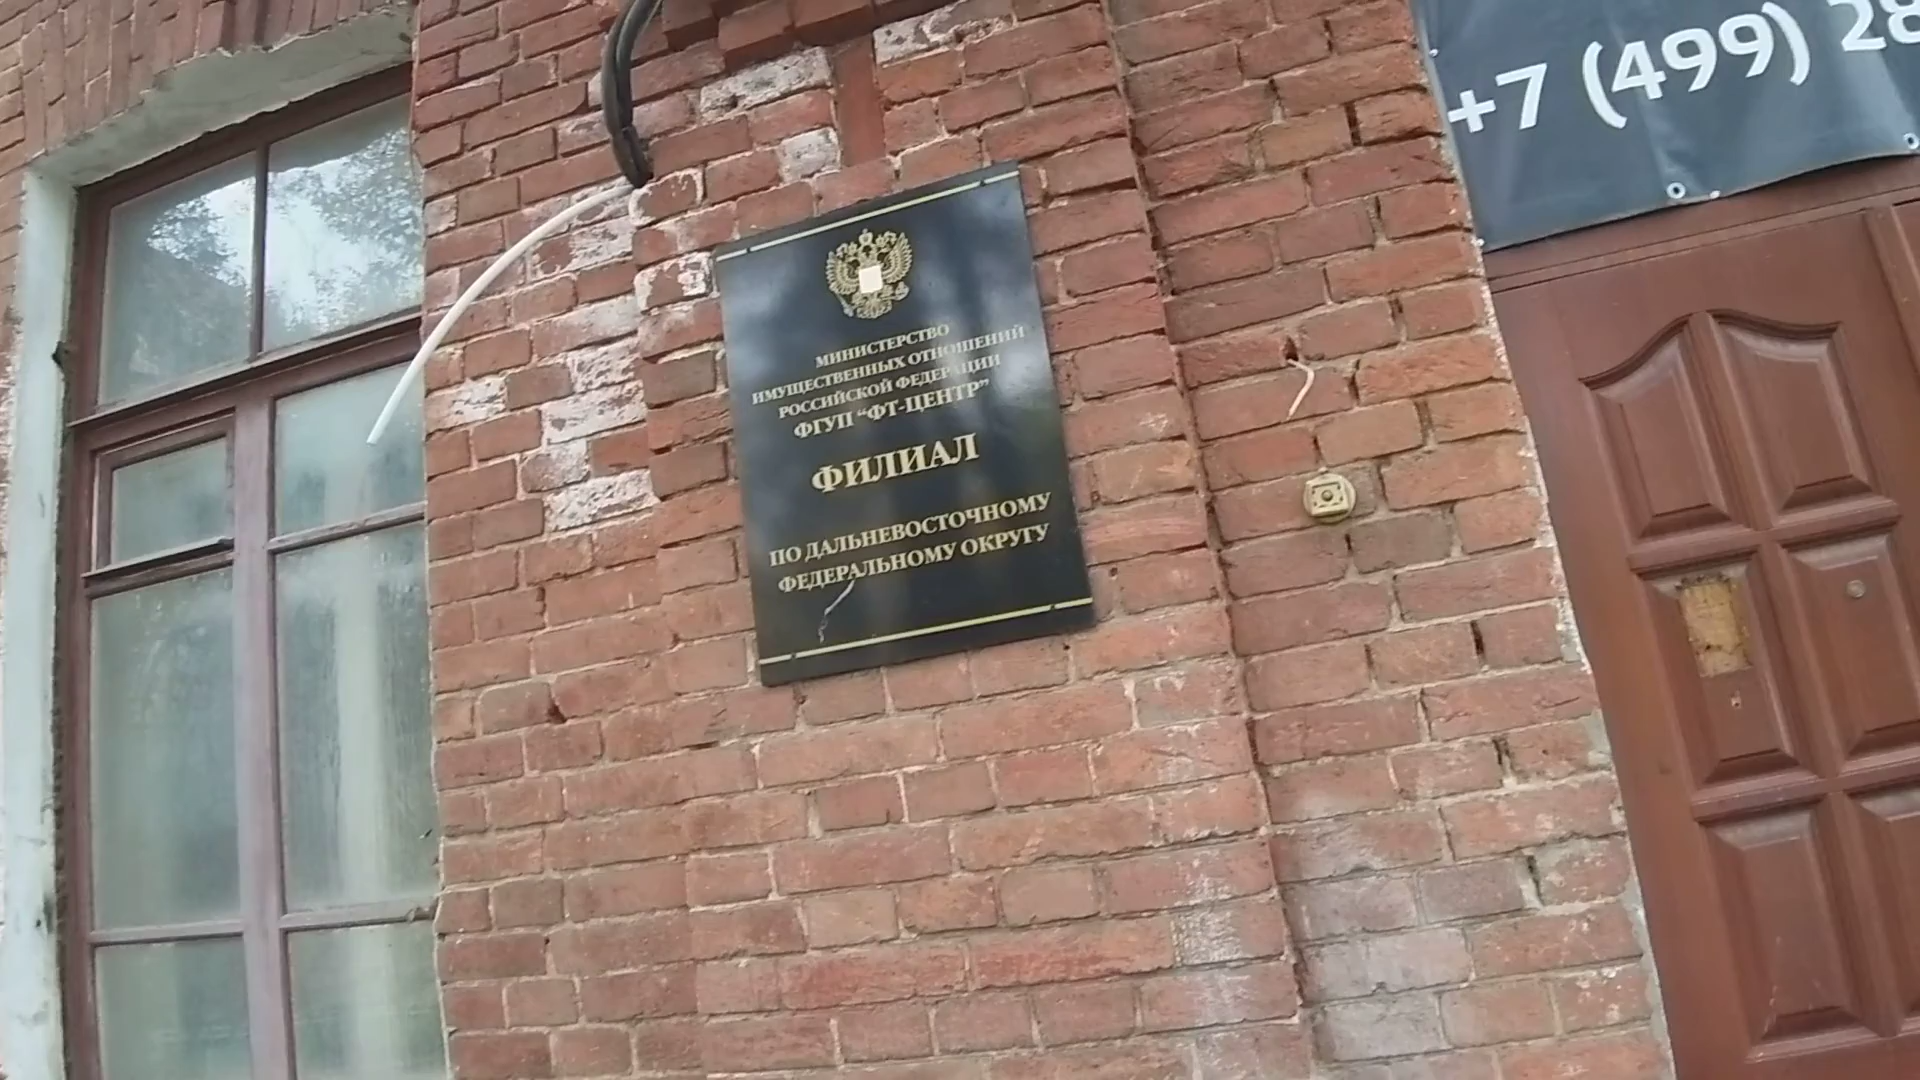 +7 (499) 28
МИНИСТЕРСТВО
ИМУЩЕСТВЕННЫХ ОТНОШЕНИЙ
РОССИЙСКОЙ ФЕДЕРАЦИИ
ФГУП “ФТ-ЦЕНТР”
ФИЛИАЛ
ПО ДАЛЬНЕВОСТОЧНОМУ
ФЕДЕРАЛЬНОМУ ОКРУГУ